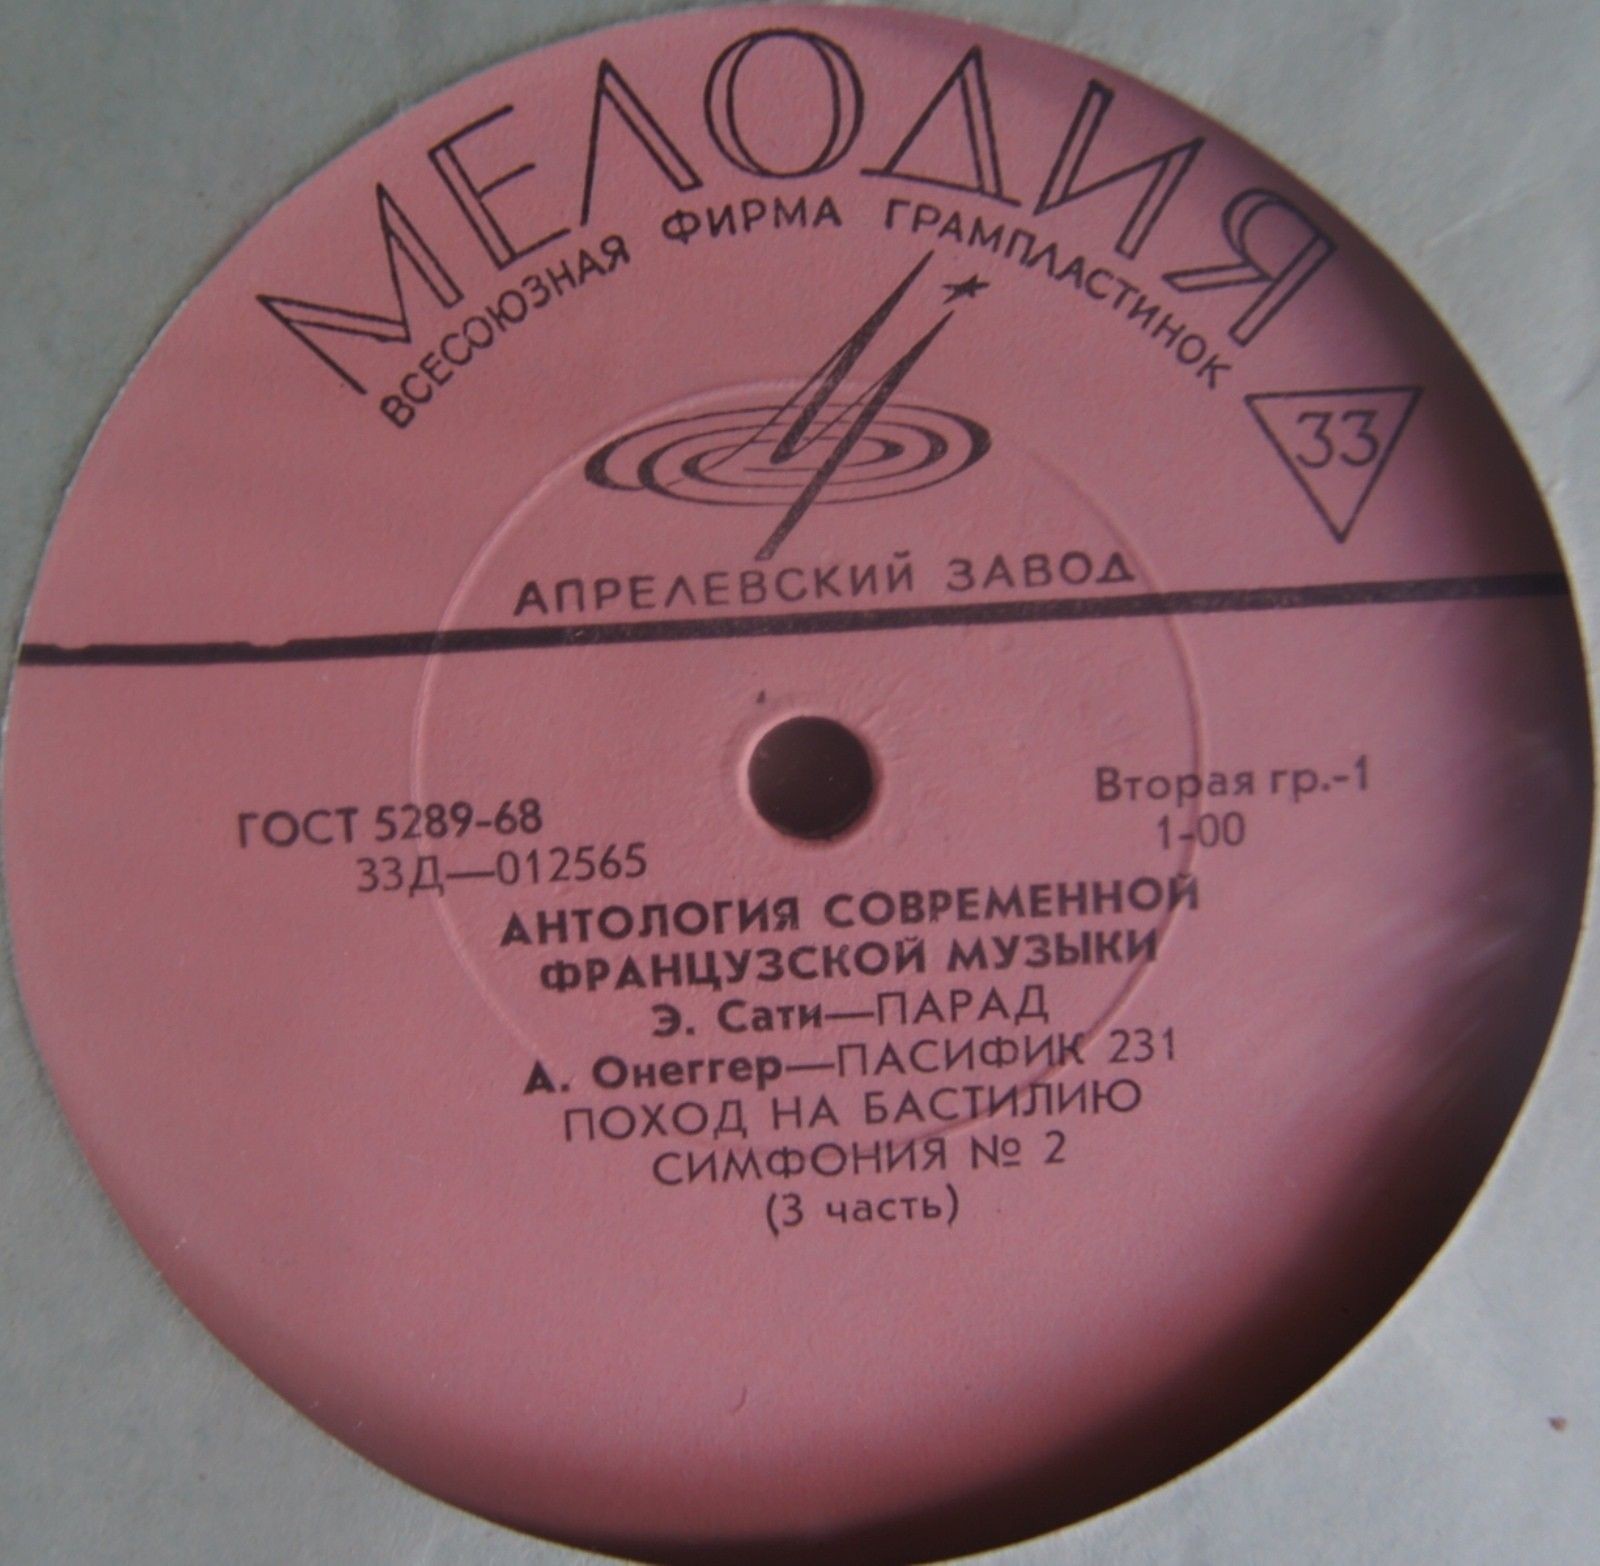 МЕЛОДИЯ
ВСЕСОЮЗНАЯ ФИРМА ГРАМПЛАСТИНОК
33
АПРЕЛЕВСКИЙ ЗАВОД
ГОСТ 5289-68
Вторая гр.-1
33Д—012565
1-00
АНТОЛОГИЯ СОВРЕМЕННОЙ
ФРАНЦУЗСКОЙ МУЗЫКИ
Э. Сати—ПАРАД
А. Онеггер—ПАСИФИК 231
ПОХОД НА БАСТИЛИЮ
СИМФОНИЯ № 2
(3 часть)